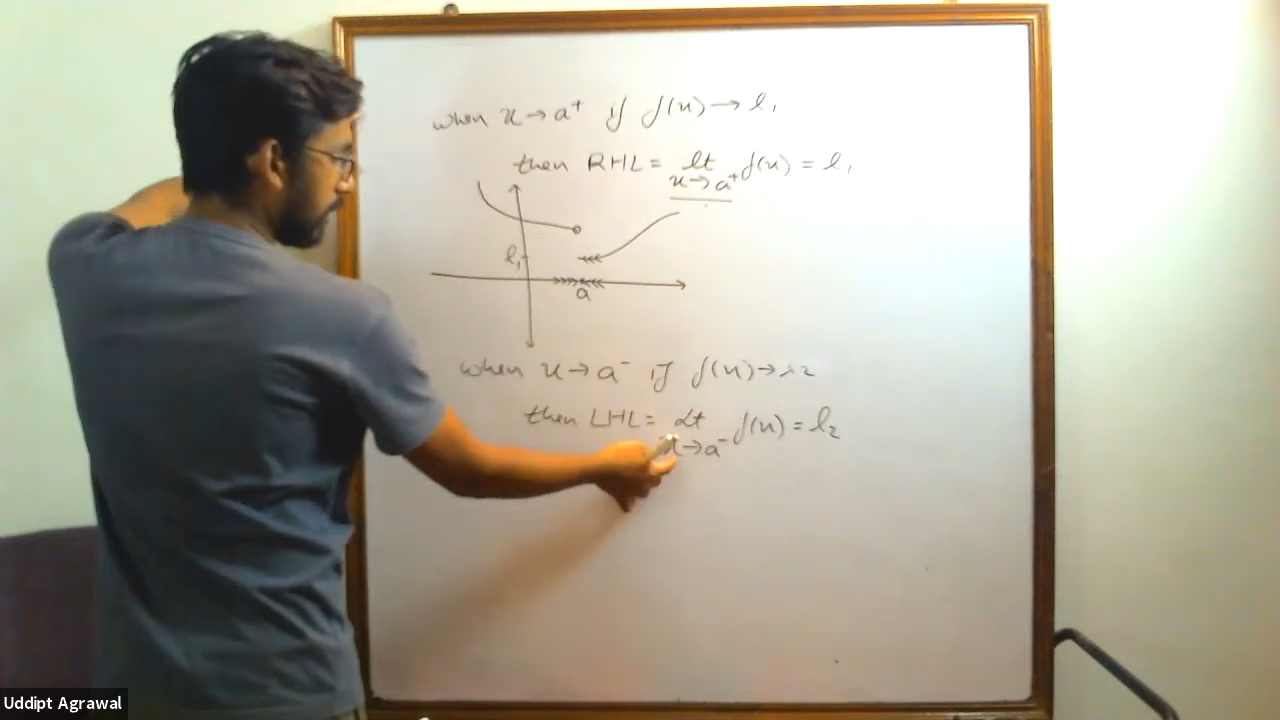 when x → a⁺ if f(x) → l₁
then RHL = lt f(x) = l₁
x → a⁺
l₁
a
when x → a⁻ if f(x) → l₂
then LHL = Lt f(x) = l₂
x → a⁻
Uddipt Agrawal